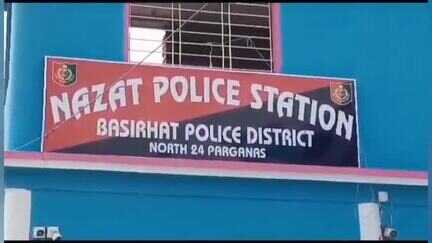 NAZAT POLICE STATION
BASIRHAT POLICE DISTRICT
NORTH 24 PARGANAS